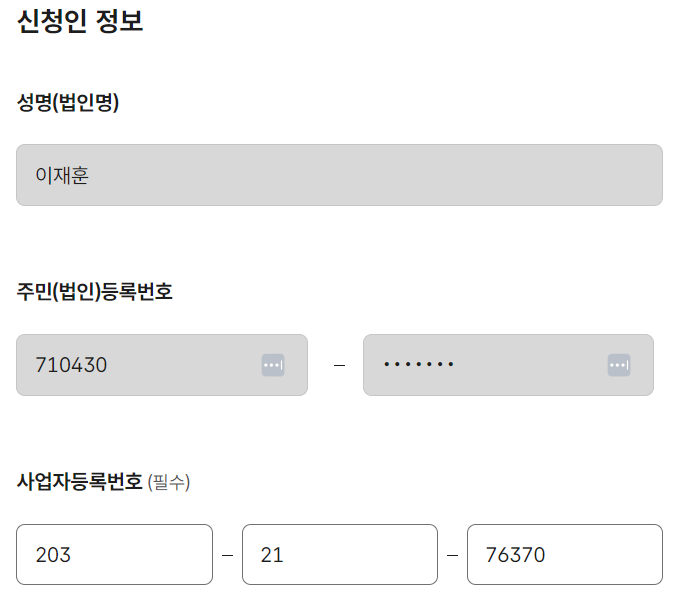 신청인 정보
성명(법인명)
이재훈
주민(법인)등록번호
710430 – •••••••
사업자등록번호 (필수)
203 – 21 – 76370